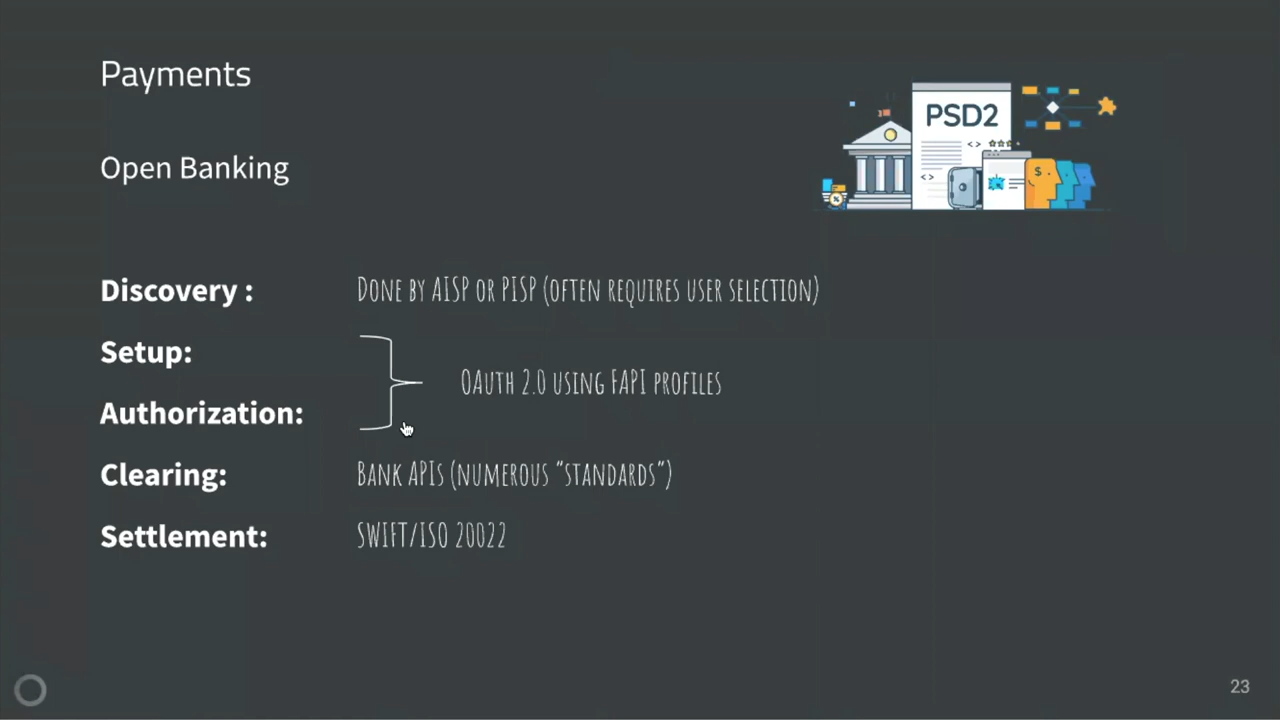 Payments
PSD2
Open Banking
Discovery : Done by AISP or PISP (often requires user selection)
Setup:
OAuth 2.0 using FAPI profiles
Authorization:
Clearing: Bank APIs (numerous "standards")
Settlement: SWIFT/ISO 20022
23